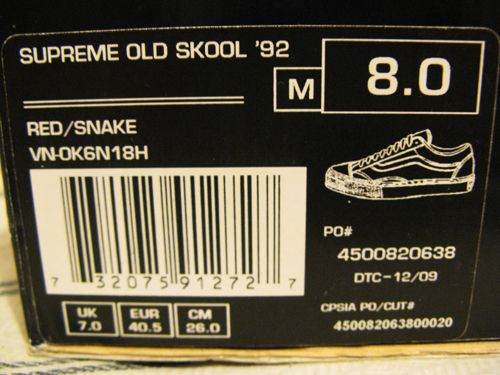 SUPREME OLD SKOOL '92
M 8.0
RED/SNAKE
VN-0K6N18H
PO#
4500820638
DTC-12/09
7 32075 91272 7
UK EUR CM
7.0 40.5 26.0
CPSIA PO/CUT#
450082063800020